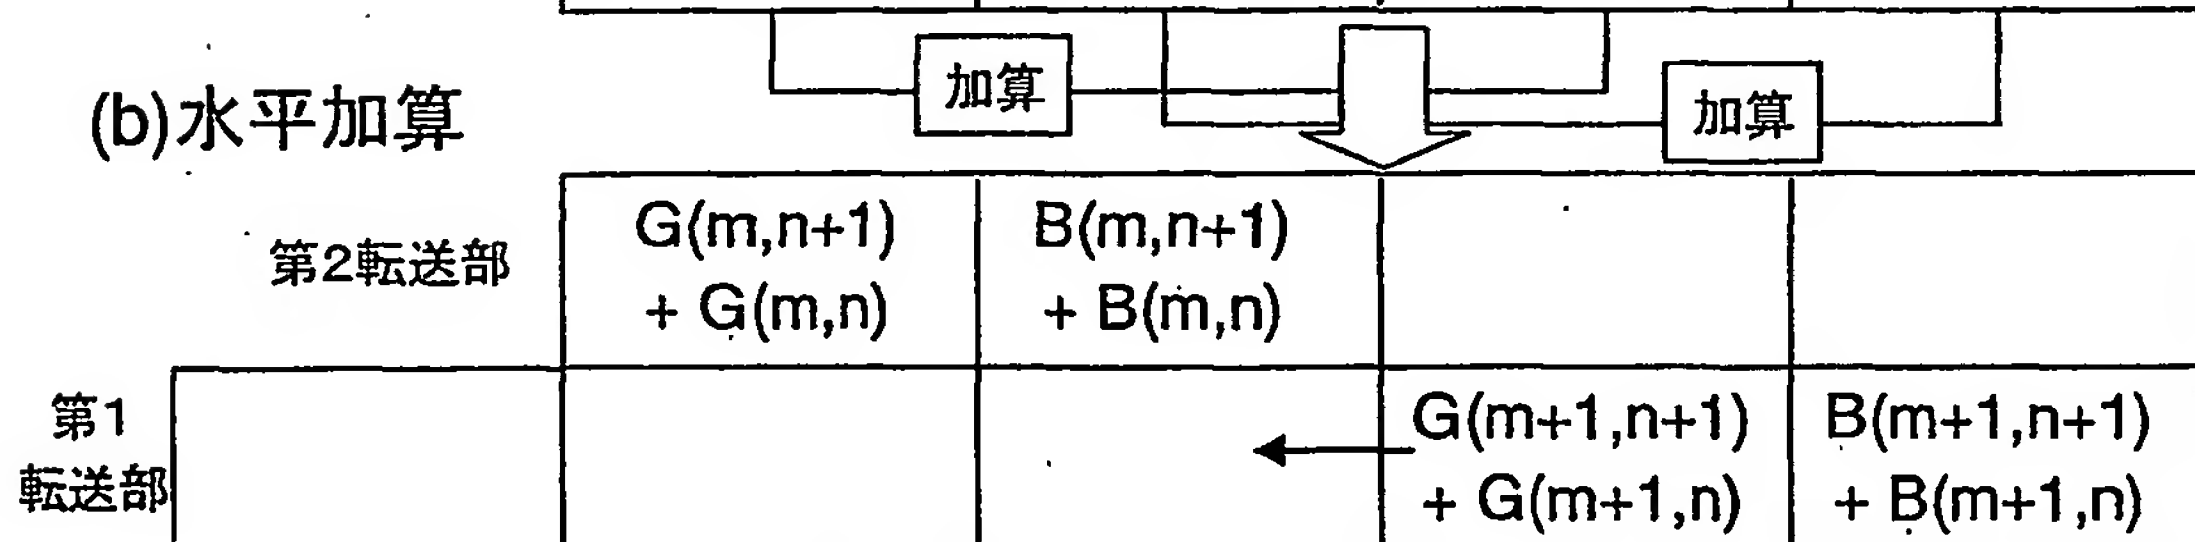 加算
加算
(b)水平加算
G(m,n+1)
+ G(m,n)
B(m,n+1)
+ B(m,n)
第2転送部
第1
転送部
G(m+1,n+1)
+ G(m+1,n)
B(m+1,n+1)
+ B(m+1,n)